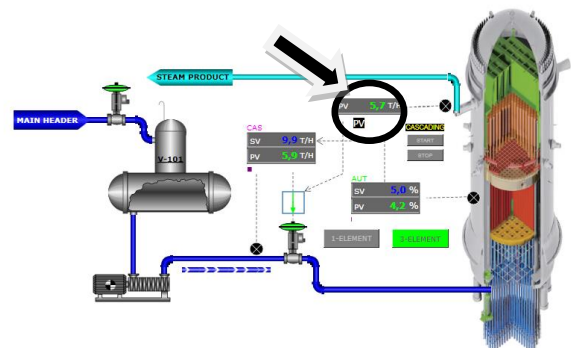 STEAM PRODUCT
PV 5,7 T/H
PV
MAIN HEADER
CASCADING
START
STOP
CAS
SV 9,9 T/H
PV 5,9 T/H
V-101
AUT
SV 5,0 %
PV 4,2 %
1-ELEMENT
3-ELEMENT